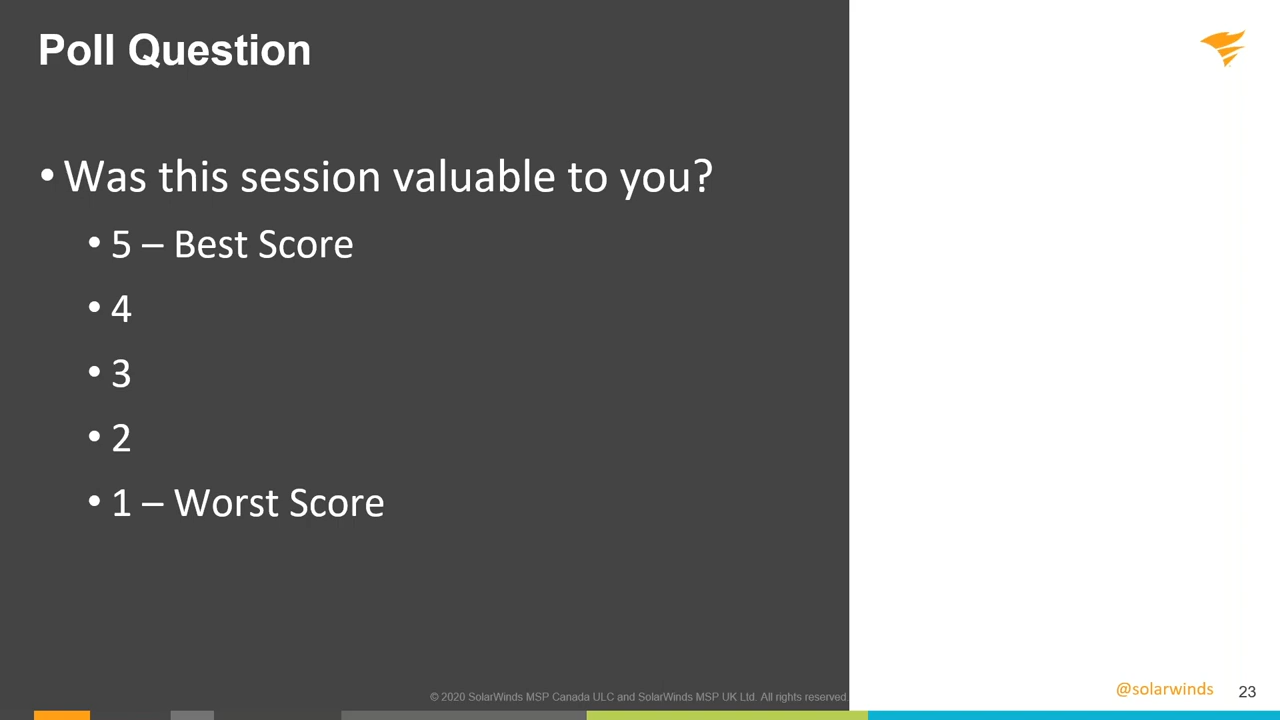 Poll Question
• Was this session valuable to you?
• 5 – Best Score
• 4
• 3
• 2
• 1 – Worst Score
© 2020 SolarWinds MSP Canada ULC and SolarWinds MSP UK Ltd. All rights reserved.
@solarwinds
23